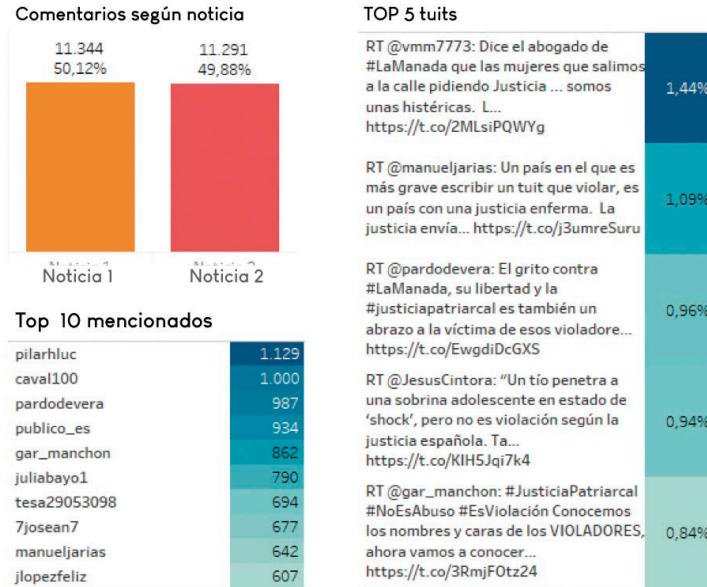 Comentarios según noticia
11.344
50,12%
11.291
49,88%
Noticia 1
Noticia 2
Top 10 mencionados
pilarhluc 1.129
caval100 1.000
pardodevera 987
publico_es 934
gar_manchon 862
juliabayo1 790
tesa29053098 694
7josean7 677
manueljarias 642
jlopezfeliz 607
TOP 5 tuits
RT @vmm7773: Dice el abogado de
#LaManada que las mujeres que salimos
a la calle pidiendo Justicia ... somos
unas histéricas. L...
https://t.co/2MLsiPQWYg
1,44%
RT @manueljarias: Un país en el que es
más grave escribir un tuit que violar, es
un país con una justicia enferma. La
justicia envía... https://t.co/j3umreSuru
1,09%
RT @pardodevera: El grito contra
#LaManada, su libertad y la
#justiciapatriarcal es también un
abrazo a la víctima de esos violadore...
https://t.co/EwgdiDcGXS
0,96%
RT @JesusCintora: “Un tío penetra a
una sobrina adolescente en estado de
‘shock’, pero no es violación según la
justicia española. Ta...
https://t.co/KIH5Jqi7k4
0,94%
RT @gar_manchon: #JusticiaPatriarcal
#NoEsAbuso #EsViolación Conocemos
los nombres y caras de los VIOLADORES,
ahora vamos a conocer...
https://t.co/3RmjFOtz24
0,84%